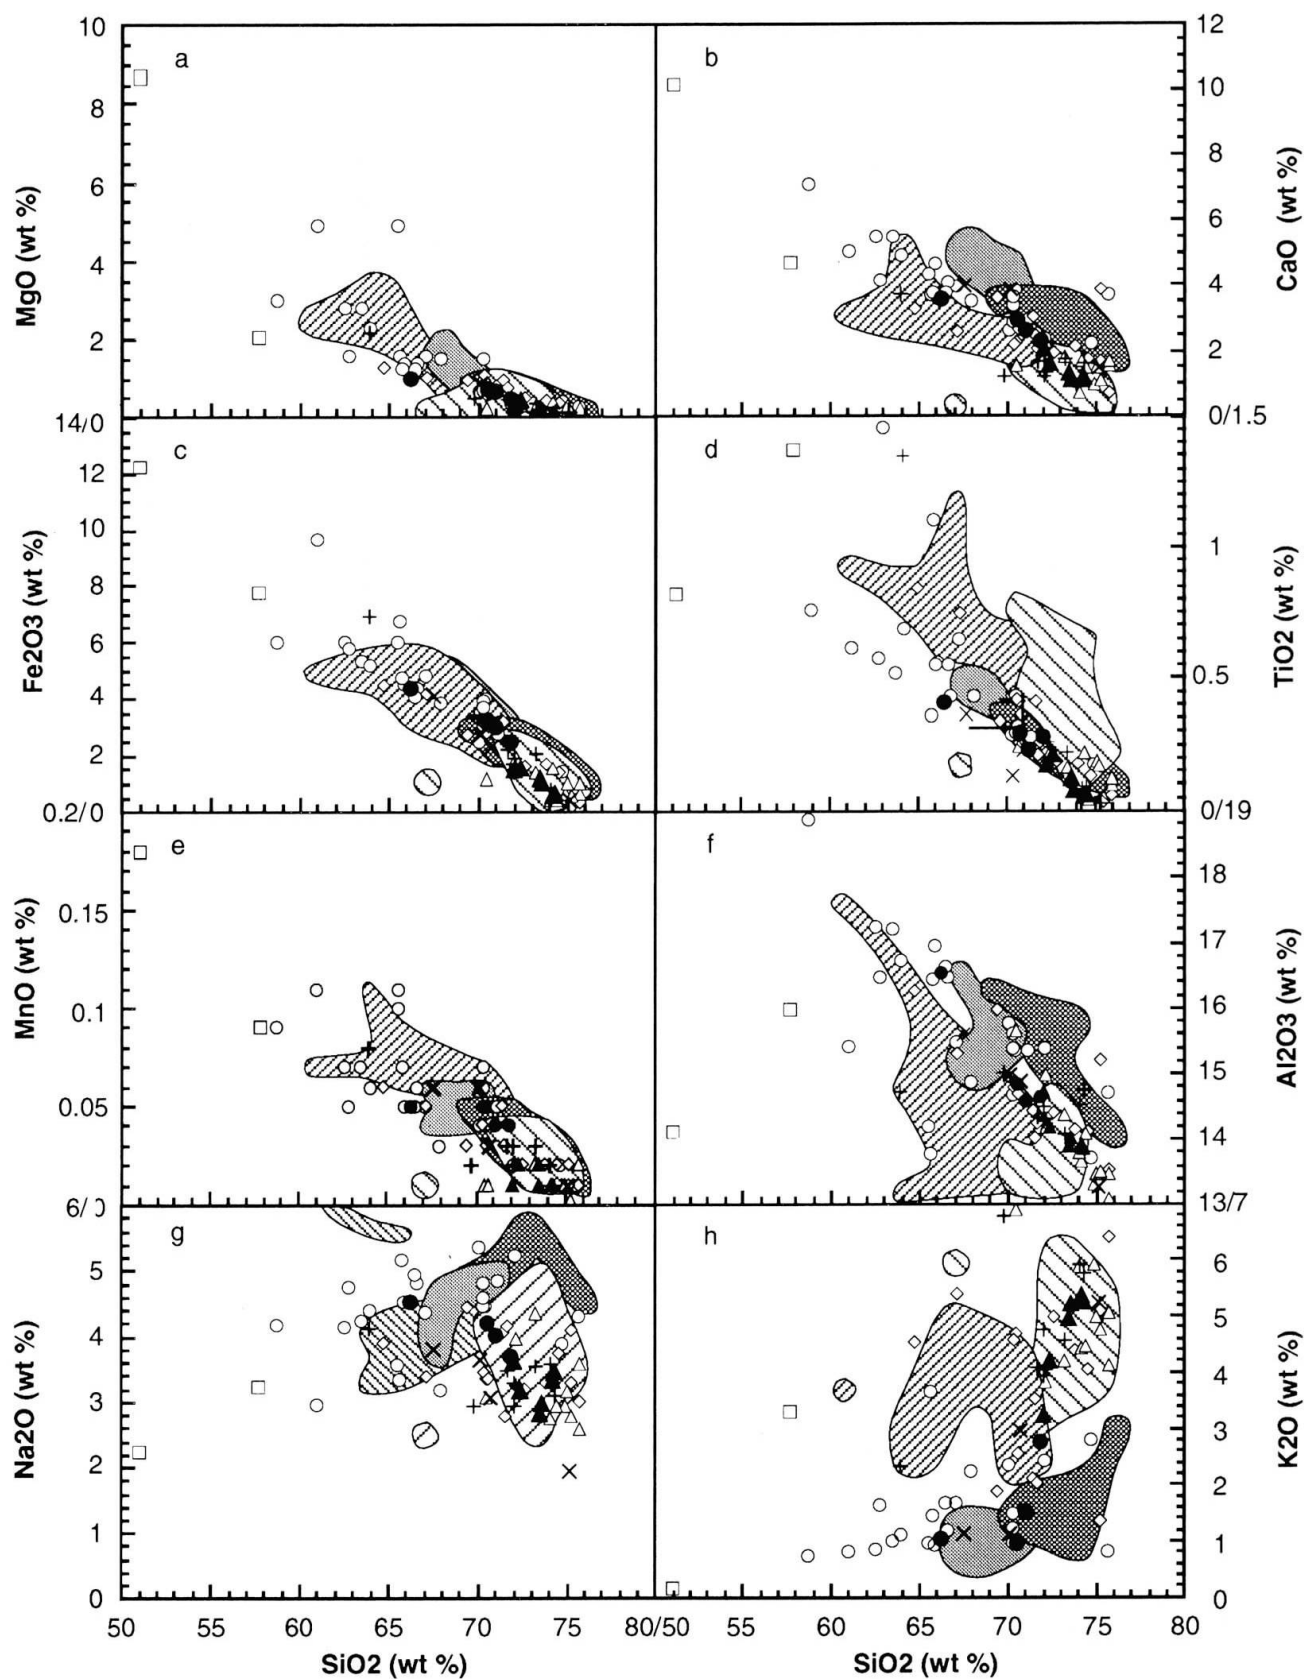 10
8
6
4
2
MgO (wt %)
a
b
12
10
8
6
4
2
0/1.5
CaO (wt %)
14/0
12
10
8
6
4
2
0.2/ 0
Fe2O3 (wt %)
c
d
1
0.5
0/19
TiO2 (wt %)
0.15
0.1
0.05
6/ 0
MnO (wt %)
e
f
18
17
16
15
14
13/7
Al2O3 (wt %)
5
4
3
2
1
0
Na2O (wt %)
g
h
6
5
4
3
2
1
0
K2O (wt %)
50 55 60 65 70 75 80/50 55 60 65 70 75 80
SiO2 (wt %) SiO2 (wt %)